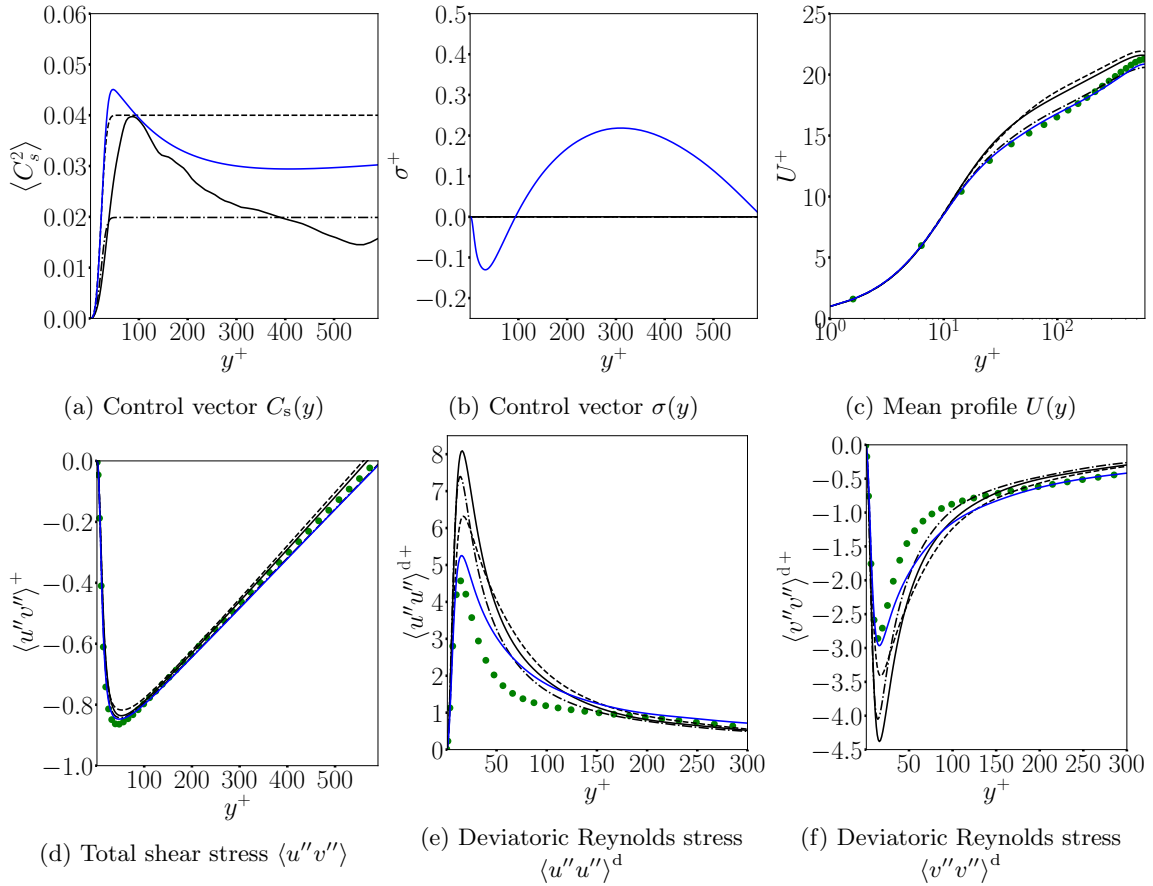 0.06
0.05
0.04
0.03
0.02
0.01
0.00
⟨C_s^2⟩
100 200 300 400 500
y^+
(a) Control vector C_s(y)
0.5
0.4
0.3
0.2
0.1
0.0
−0.1
−0.2
σ^+
100 200 300 400 500
y^+
(b) Control vector σ(y)
25
20
15
10
5
0
U^+
10^0 10^1 10^2
y^+
(c) Mean profile U(y)
0.0
−0.2
−0.4
−0.6
−0.8
−1.0
⟨u′′v′′⟩^+
100 200 300 400 500
y^+
(d) Total shear stress ⟨u′′v′′⟩
8
7
6
5
4
3
2
1
0
⟨u′′u′′⟩^{d+}
50 100 150 200 250 300
y^+
(e) Deviatoric Reynolds stress
⟨u′′u′′⟩^d
0.0
−0.5
−1.0
−1.5
−2.0
−2.5
−3.0
−3.5
−4.0
−4.5
⟨v′′v′′⟩^{d+}
50 100 150 200 250 300
y^+
(f) Deviatoric Reynolds stress
⟨v′′v′′⟩^d